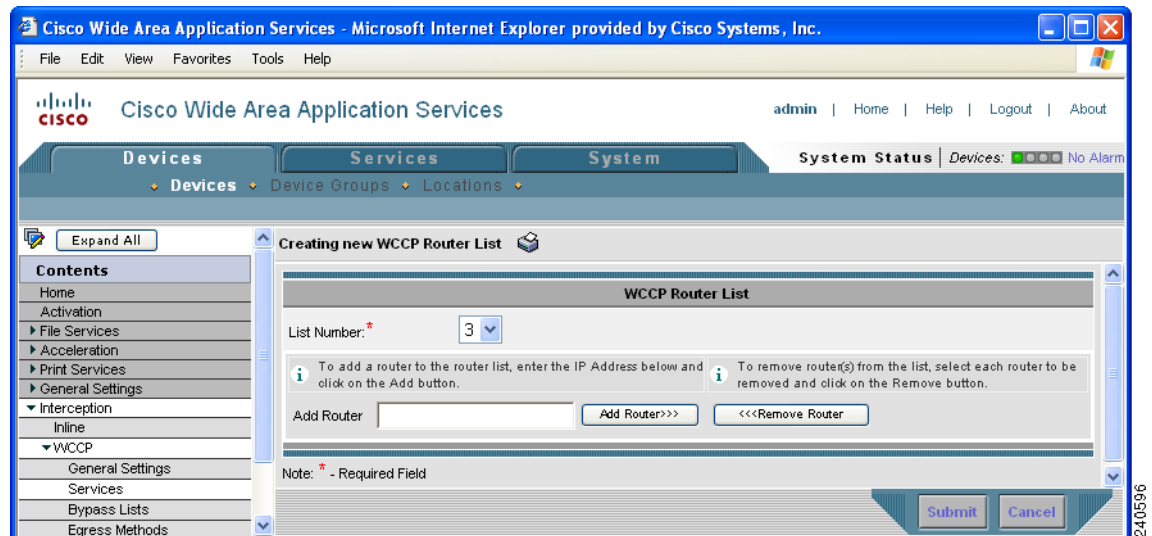 Cisco Wide Area Application Services - Microsoft Internet Explorer provided by Cisco Systems, Inc.
File Edit View Favorites Tools Help
CISCO
Cisco Wide Area Application Services
admin | Home | Help | Logout | About
Devices Services System
System Status | Devices: No Alarm
Devices Device Groups Locations
Expand All
Creating new WCCP Router List
Contents
Home
Activation
File Services
Acceleration
Print Services
General Settings
Interception
Inline
WCCP
General Settings
Services
Bypass Lists
Egress Methods
WCCP Router List
List Number:* 3
To add a router to the router list, enter the IP Address below and
click on the Add button.
To remove router(s) from the list, select each router to be
removed and click on the Remove button.
Add Router Add Router>>> <<<Remove Router
Note: * - Required Field
Submit Cancel
240596